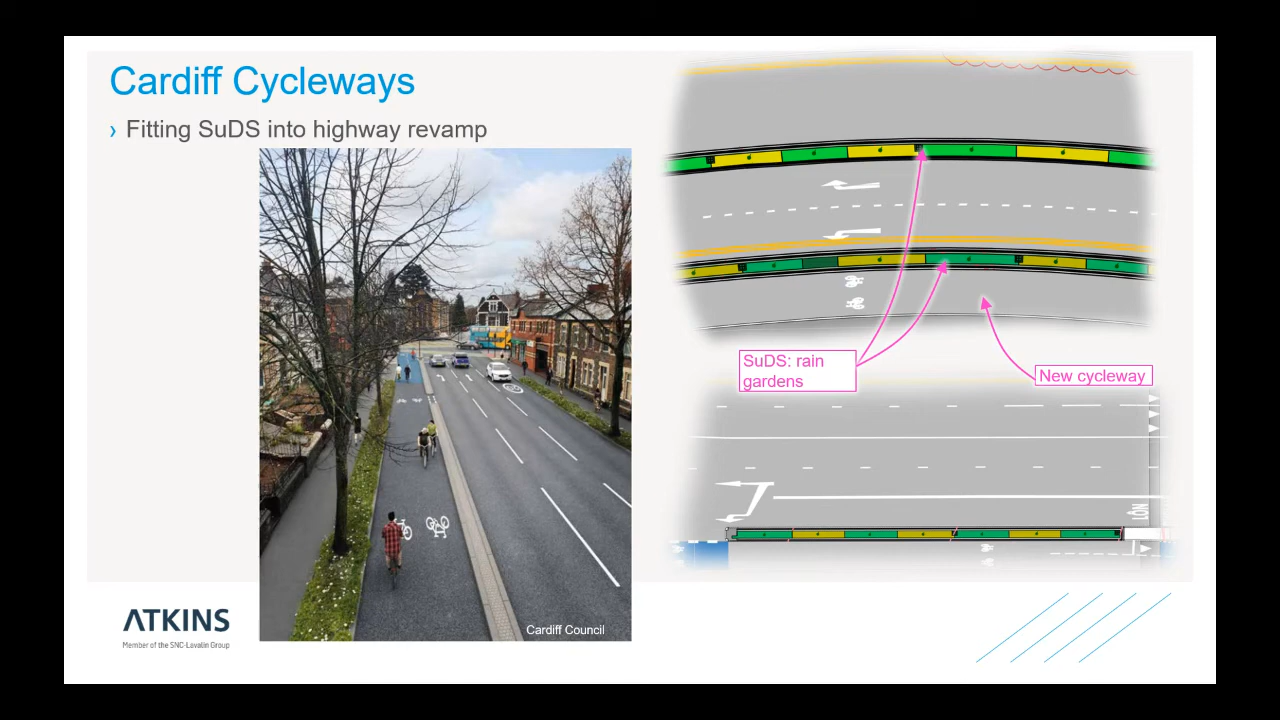 Cardiff Cycleways
› Fitting SuDS into highway revamp
SuDS: rain
gardens
New cycleway
LON
Cardiff Council
ATKINS
Member of the SNC-Lavalin Group